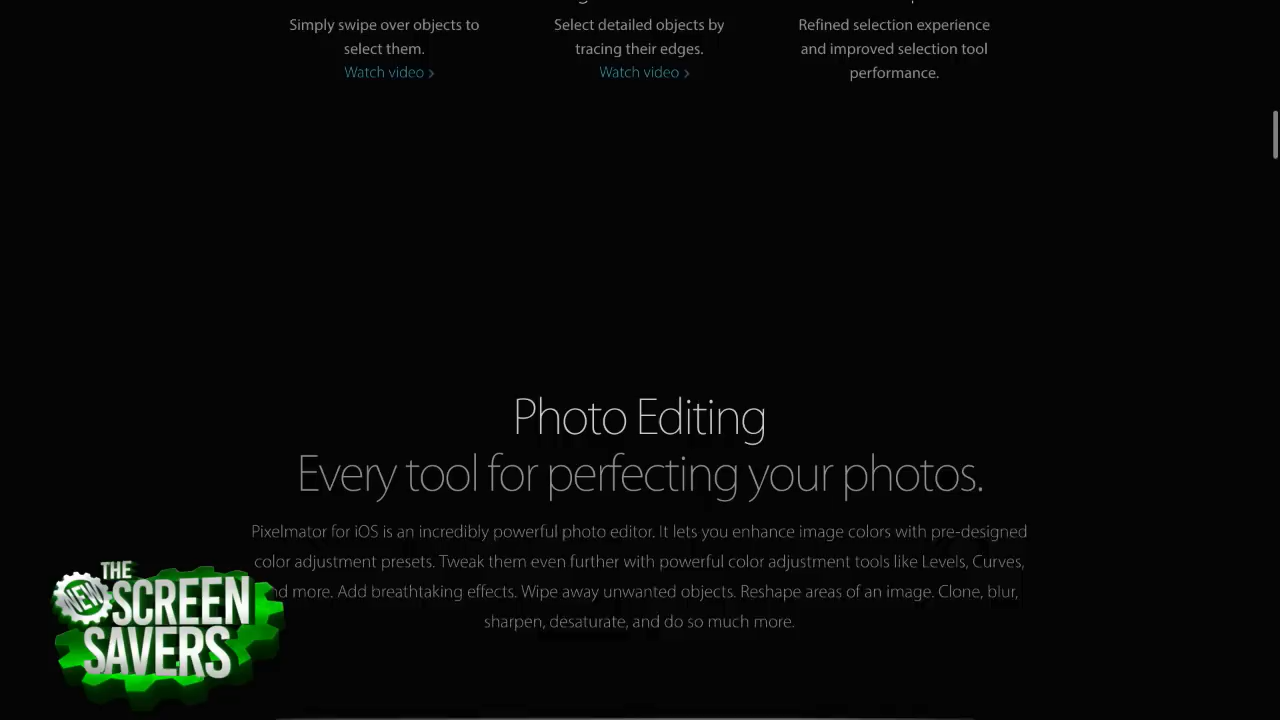 Simply swipe over objects to
select them.
Watch video >
Select detailed objects by
tracing their edges.
Watch video >
Refined selection experience
and improved selection tool
performance.
Photo Editing
Every tool for perfecting your photos.
Pixelmator for iOS is an incredibly powerful photo editor. It lets you enhance image colors with pre-designed
color adjustment presets. Tweak them even further with powerful color adjustment tools like Levels, Curves,
more. Add breathtaking effects. Wipe away unwanted objects. Reshape areas of an image. Clone, blur,
sharpen, desaturate, and do so much more.
THE
NEW SCREEN
SAVERS